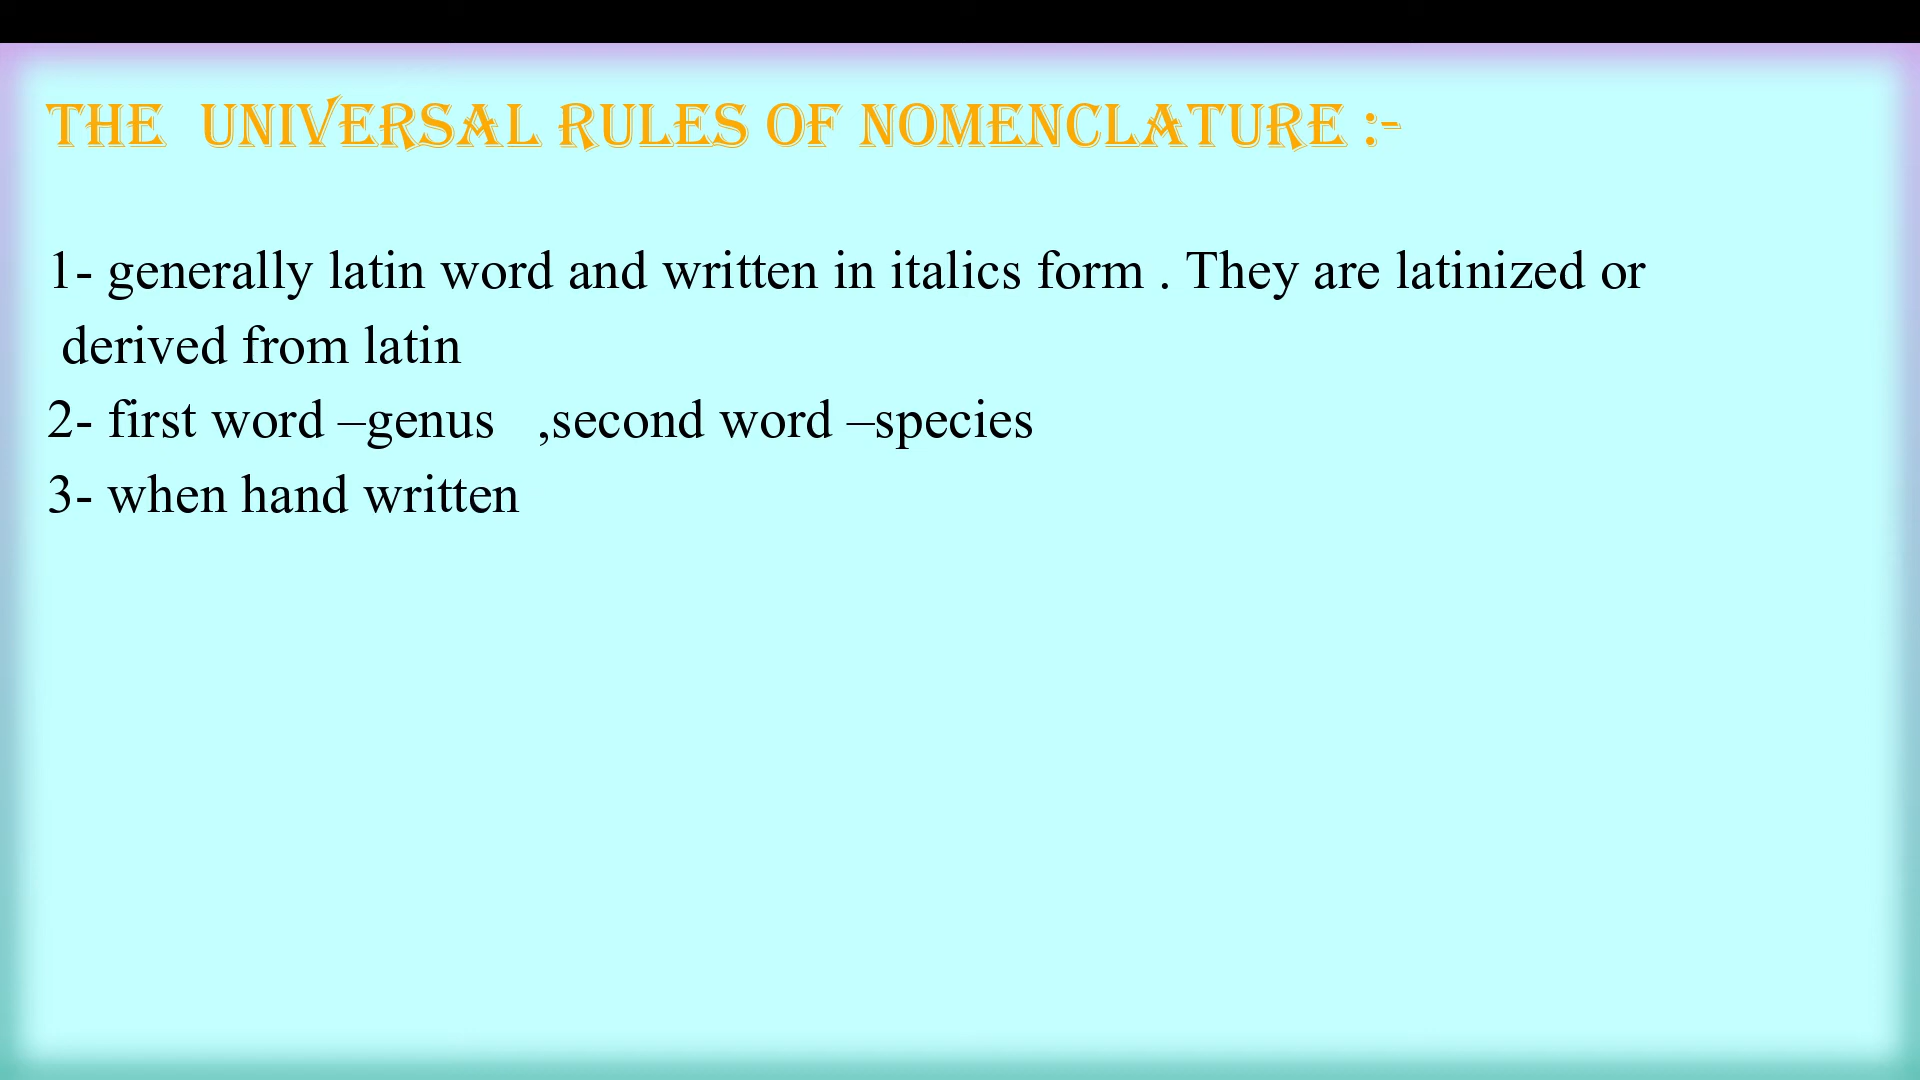 THE UNIVERSAL RULES OF NOMENCLATURE :-
1- generally latin word and written in italics form . They are latinized or
derived from latin
2- first word –genus ,second word –species
3- when hand written